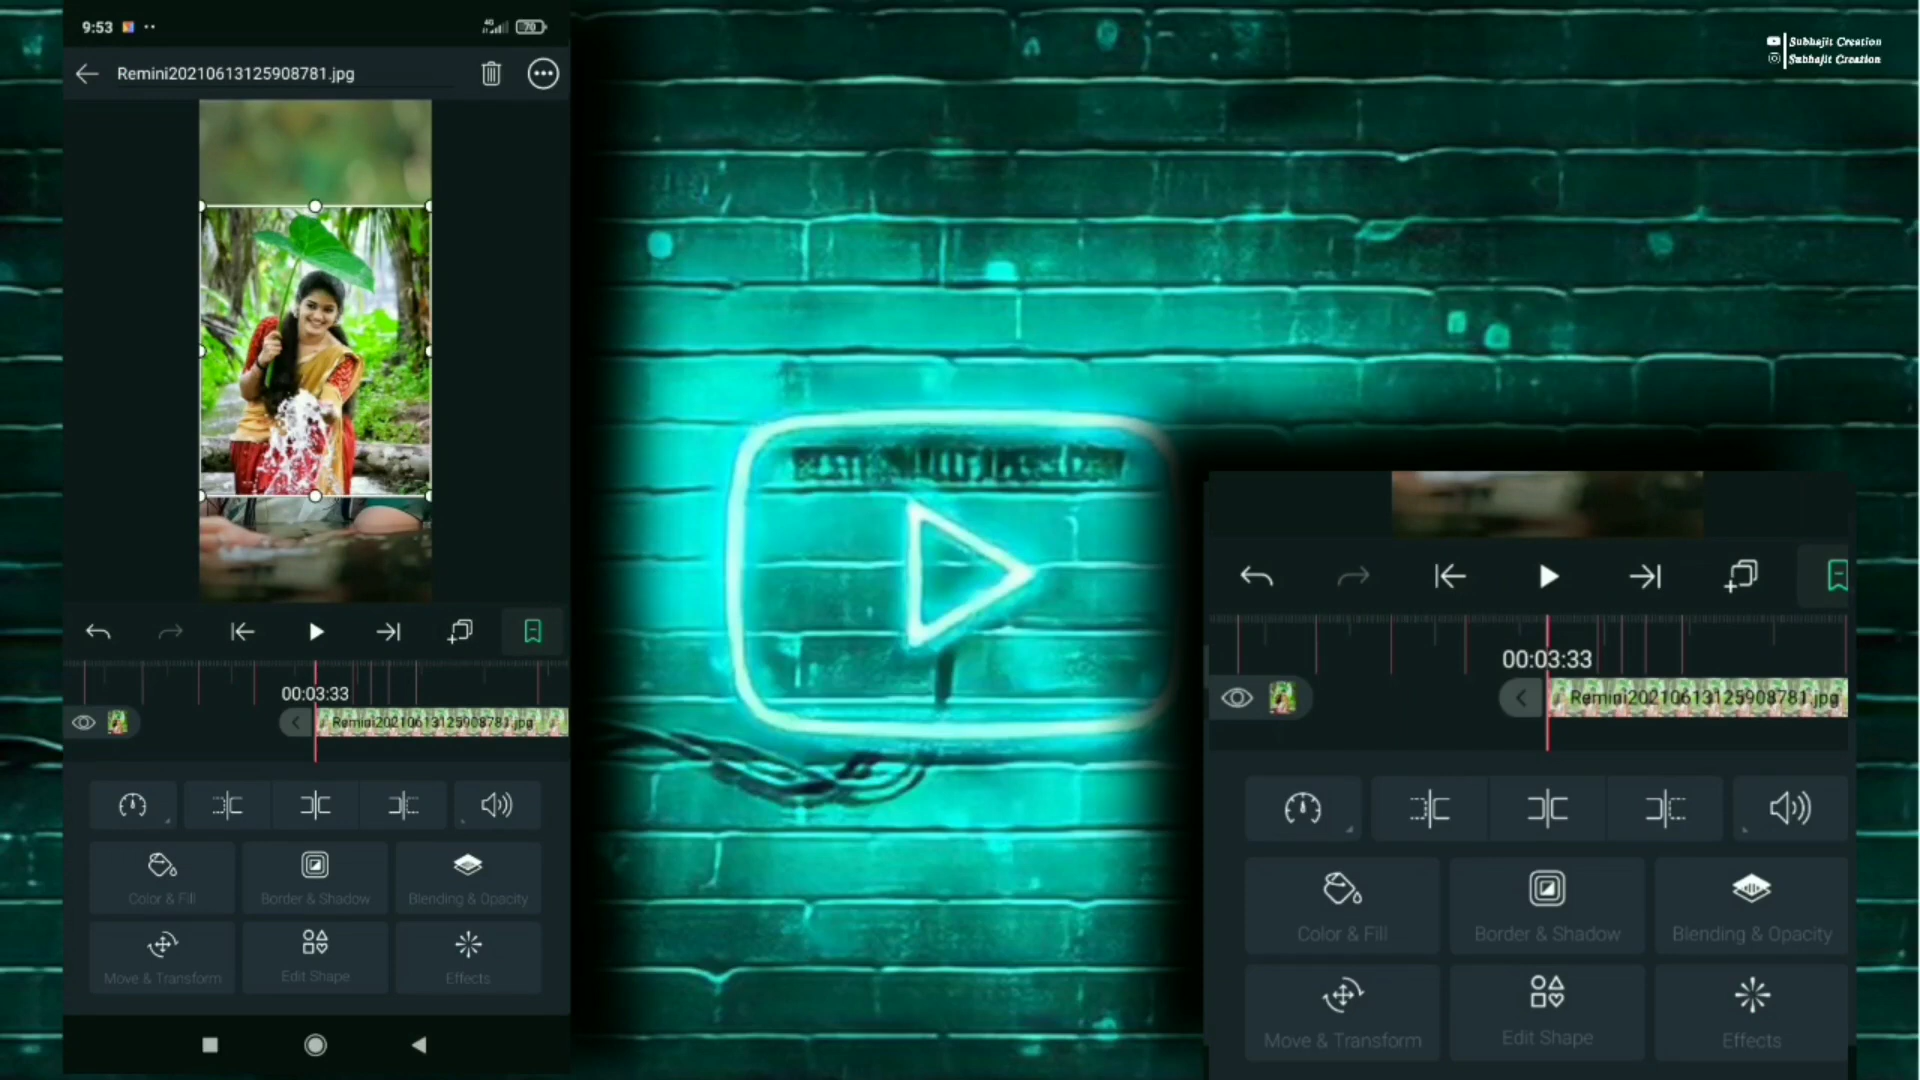 9:53
4G
70
Remini20210613125908781.jpg
00:03:33
Remini20210613125908781.jpg
Color & Fill
Border & Shadow
Blending & Opacity
Move & Transform
Edit Shape
Effects
Subhajit Creation
Subhajit Creation
00:03:33
Remini20210613125908781.jpg
Color & Fill
Border & Shadow
Blending & Opacity
Move & Transform
Edit Shape
Effects